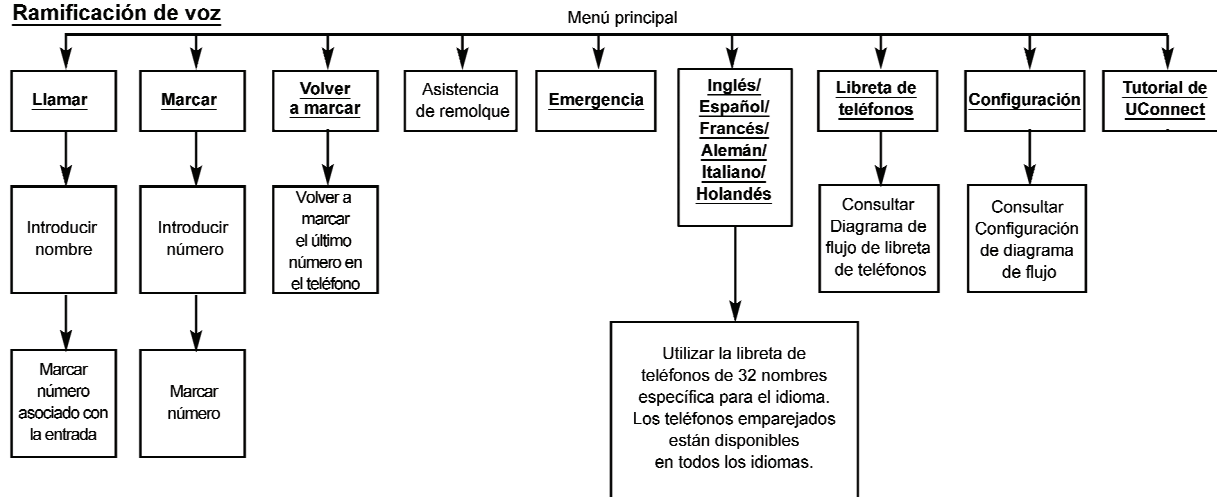 Ramificación de voz
Menú principal
Llamar
Marcar
Volver
a marcar
Asistencia
de remolque
Emergencia
Inglés/
Español/
Francés/
Alemán/
Italiano/
Holandés
Libreta de
teléfonos
Configuración
Tutorial de
UConnect
Introducir
nombre
Introducir
número
Volver a
marcar
el último
número en
el teléfono
Consultar
Diagrama de
flujo de libreta
de teléfonos
Consultar
Configuración
de diagrama
de flujo
Marcar
número
asociado con
la entrada
Marcar
número
Utilizar la libreta de
teléfonos de 32 nombres
específica para el idioma.
Los teléfonos emparejados
están disponibles
en todos los idiomas.